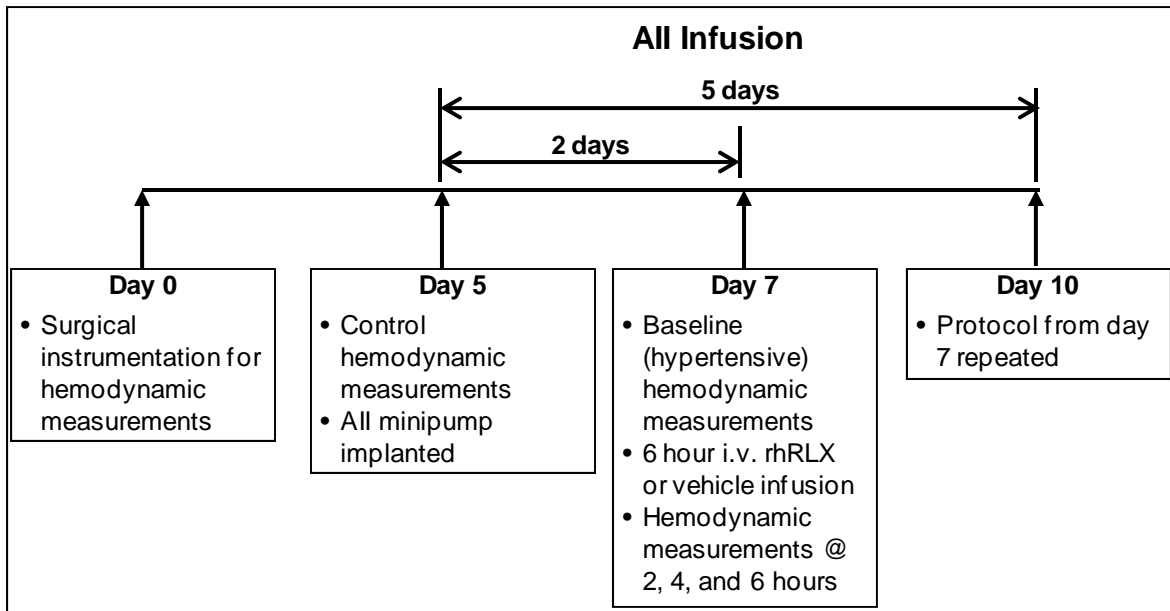 AII Infusion
5 days
2 days
Day 0
• Surgical
instrumentation for
hemodynamic
measurements
Day 5
• Control
hemodynamic
measurements
• AII minipump
implanted
Day 7
• Baseline
(hypertensive)
hemodynamic
measurements
• 6 hour i.v. rhRLX
or vehicle infusion
• Hemodynamic
measurements @
2, 4, and 6 hours
Day 10
• Protocol from day
7 repeated